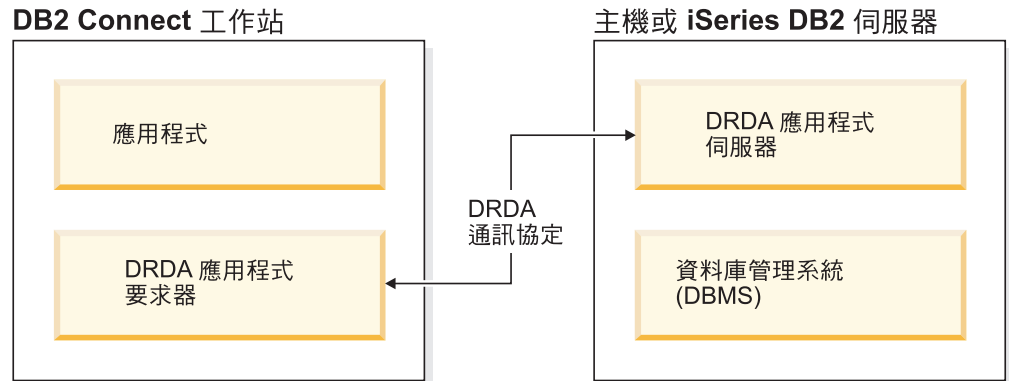 DB2 Connect 工作站
主機或 iSeries DB2 伺服器
應用程式
DRDA 應用程式
伺服器
DRDA
通訊協定
DRDA 應用程式
要求器
資料庫管理系統
(DBMS)